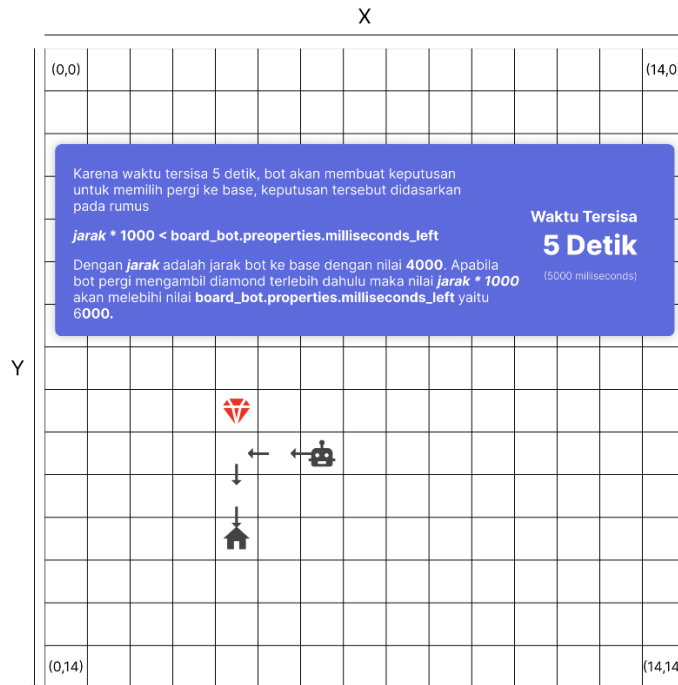 X
(0,0)
(14,0
Karena waktu tersisa 5 detik, bot akan membuat keputusan
untuk memilih pergi ke base, keputusan tersebut didasarkan
pada rumus
jarak * 1000 < board_bot.preoperties.milliseconds_left
Dengan jarak adalah jarak bot ke base dengan nilai 4000. Apabila
bot pergi mengambil diamond terlebih dahulu maka nilai jarak * 1000
akan melebihi nilai board_bot.properties.milliseconds_left yaitu
6000.
Waktu Tersisa
5 Detik
(5000 milliseconds)
Y
(0,14)
(14,14